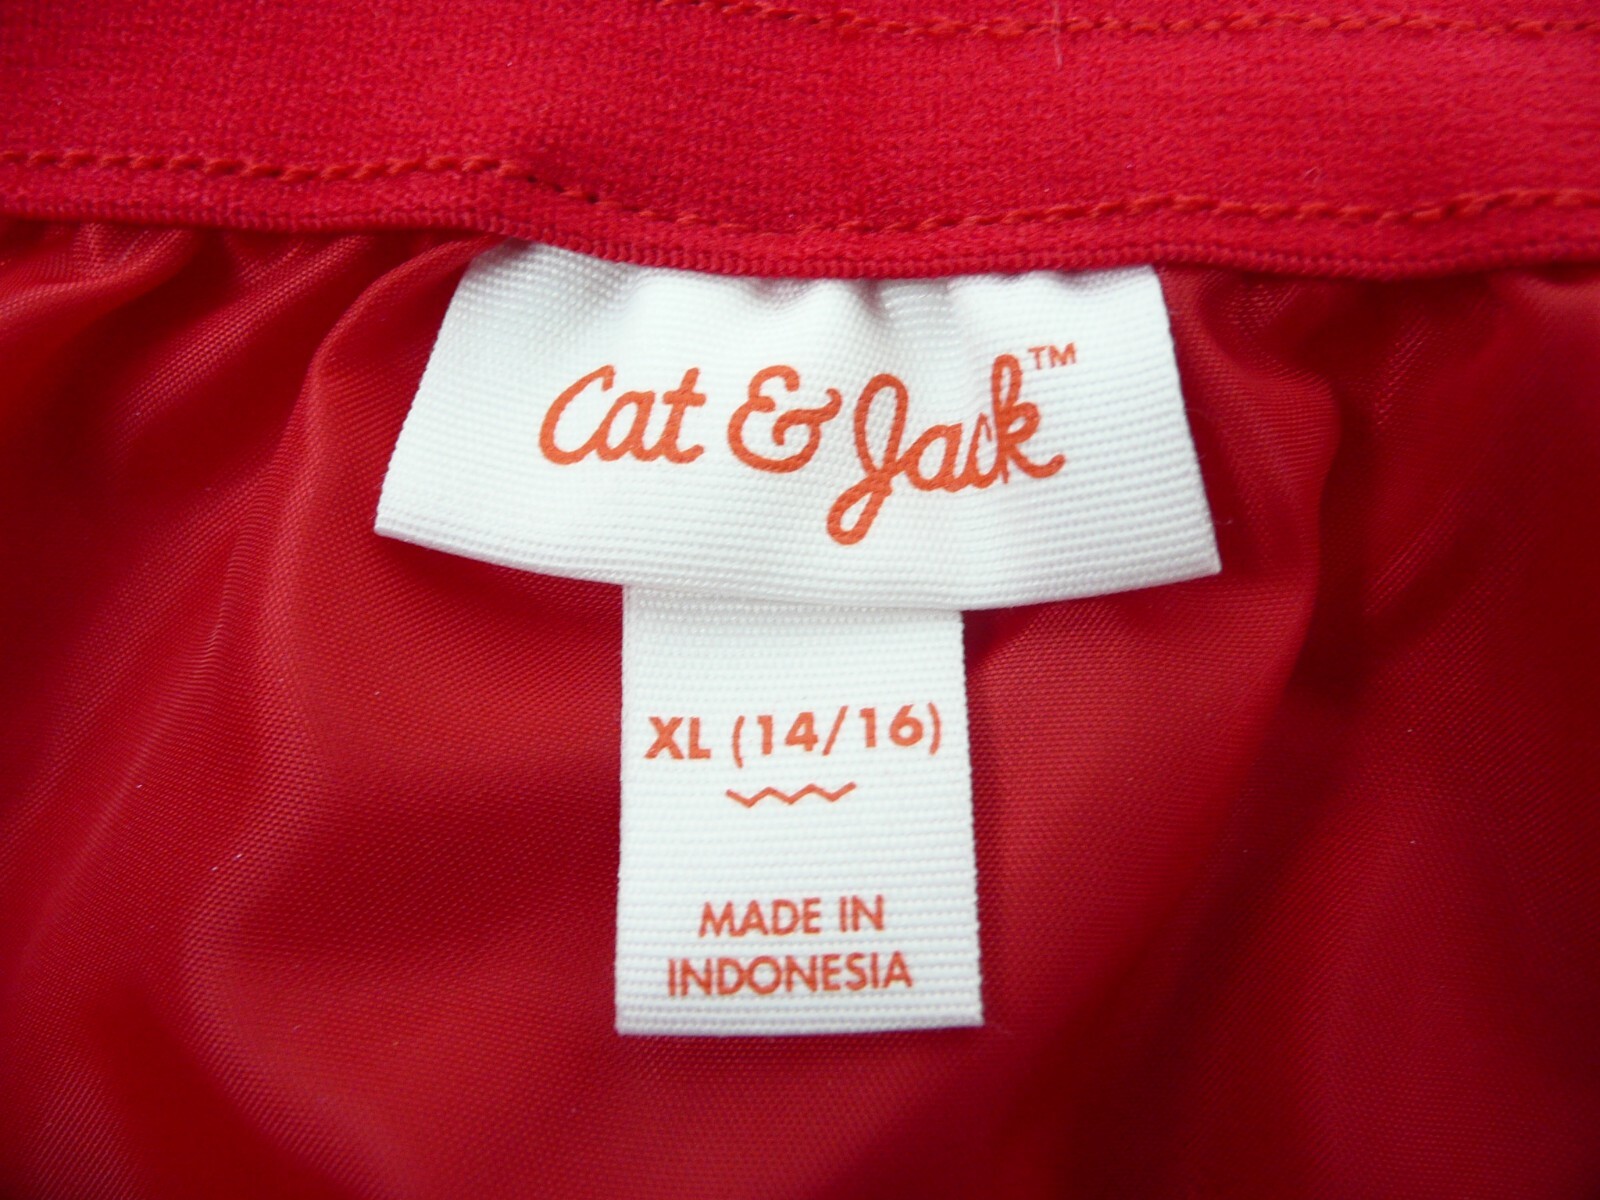 Cat & Jack™
XL (14/16)
MADE IN
INDONESIA